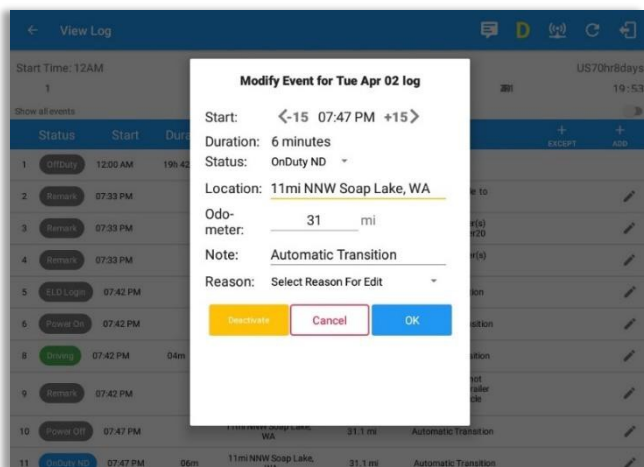 View Log
D
Start Time: 12AM
US70hr8days
1
19:53
Show all events
Status Start
EXCEPT
ADD
Modify Event for Tue Apr 02 log
Start: <-15 07:47 PM +15>
Duration: 6 minutes
Status: OnDuty ND
Location: 11mi NNW Soap Lake, WA
Odo-
meter: 31 mi
Note: Automatic Transition
Reason: Select Reason For Edit
Deactivate Cancel OK
1 OffDuty 12:00 AM 19h 42
2 Remark 07:33 PM
3 Remark 07:33 PM
4 Remark 07:33 PM
5 ELD Login 07:42 PM
6 Power On 07:42 PM
8 Driving 07:42 PM 04m
9 Remark 07:42 PM
10 Power Off 07:47 PM 11mi NNW Soap Lake, WA 31.1 mi Automatic Transition
11 OnDuty ND 07:47 PM 06m 11mi NNW Soap Lake, 31.1 mi Automatic Transition